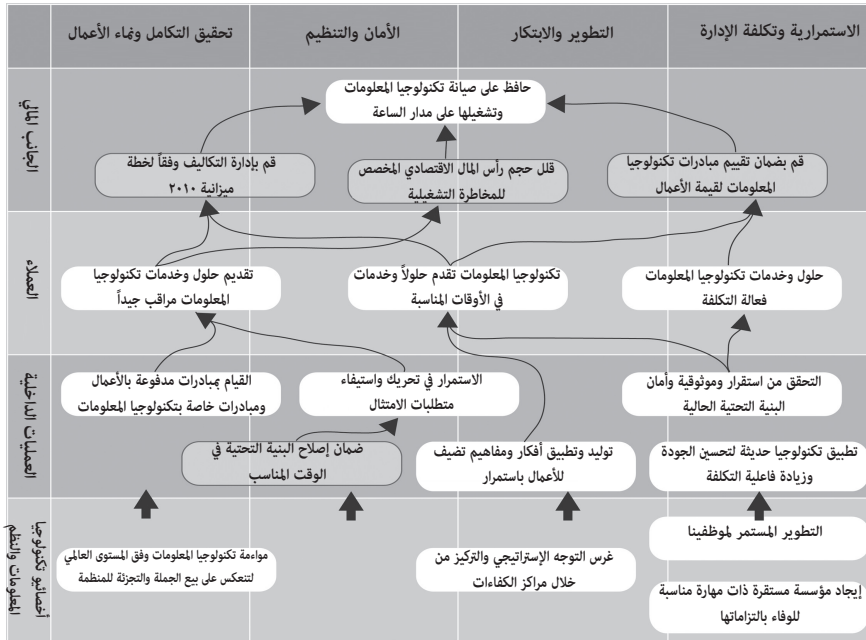 الاستمرارية وتكلفة الإدارة
التطوير والابتكار
الأمان والتنظيم
تحقيق التكامل ونماء الأعمال
الجانب المالي
حافظ على صيانة تكنولوجيا المعلومات
وتشغيلها على مدار الساعة
قم بضمان تقييم مبادرات تكنولوجيا
المعلومات لقيمة الأعمال
قلل حجم رأس المال الاقتصادي المخصص
للمخاطرة التشغيلية
قم بإدارة التكاليف وفقاً لخطة
ميزانية ٢٠١٠
العملاء
حلول وخدمات تكنولوجيا المعلومات
فعالة التكلفة
تكنولوجيا المعلومات تقدم حلولاً وخدمات
في الأوقات المناسبة
تقديم حلول وخدمات تكنولوجيا
المعلومات مراقب جيداً
العمليات الداخلية
التحقق من استقرار وموثوقية وأمان
البنية التحتية الحالية
الاستمرار في تحريك واستيفاء
متطلبات الامتثال
القيام بمبادرات مدفوعة بالأعمال
ومبادرات خاصة بتكنولوجيا المعلومات
تطبيق تكنولوجيا حديثة لتحسين الجودة
وزيادة فاعلية التكلفة
توليد وتطبيق أفكار ومفاهيم تضيف
للأعمال باستمرار
ضمان إصلاح البنية التحتية في
الوقت المناسب
أخصائيو تكنولوجيا
المعلومات والنظم
التطوير المستمر لموظفينا
إيجاد مؤسسة مستقرة ذات مهارة مناسبة
للوفاء بالتزاماتها
غرس التوجه الإستراتيجي والتركيز من
خلال مراكز الكفاءات
مواءمة تكنولوجيا المعلومات وفق المستوى العالمي
لتنعكس على بيع الجملة والتجزئة للمنظمة